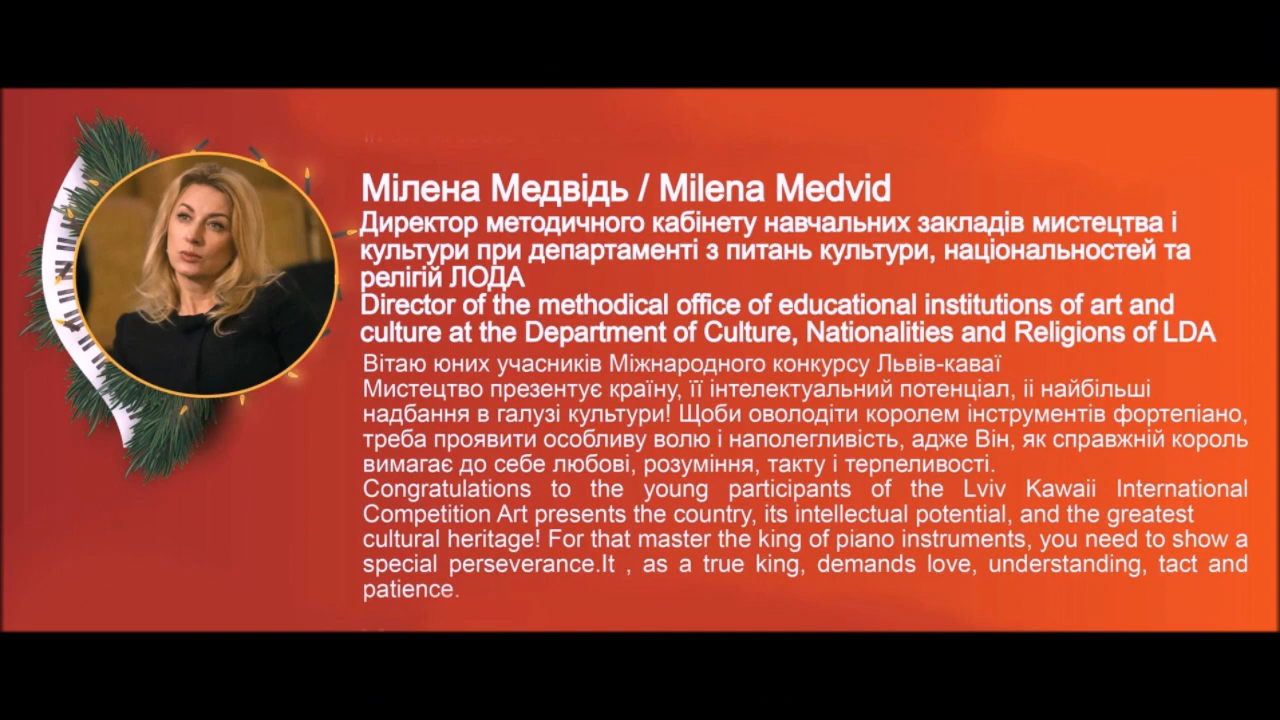 Мілена Медвідь / Milena Medvid
Директор методичного кабінету навчальних закладів мистецтва і
культури при департаменті з питань культури, національностей та
релігій ЛОДА
Director of the methodical office of educational institutions of art and
culture at the Department of Culture, Nationalities and Religions of LDA
Вітаю юних учасників Міжнародного конкурсу Львів-каваї
Мистецтво презентує країну, її інтелектуальний потенціал, іі найбільші
надбання в галузі культури! Щоби оволодіти королем інструментів фортепіано,
треба проявити особливу волю і наполегливість, адже Він, як справжній король
вимагає до себе любові, розуміння, такту і терпеливості.
Congratulations to the young participants of the Lviv Kawaii International
Competition Art presents the country, its intellectual potential, and the greatest
cultural heritage! For that master the king of piano instruments, you need to show a
special perseverance.It , as a true king, demands love, understanding, tact and
patience.